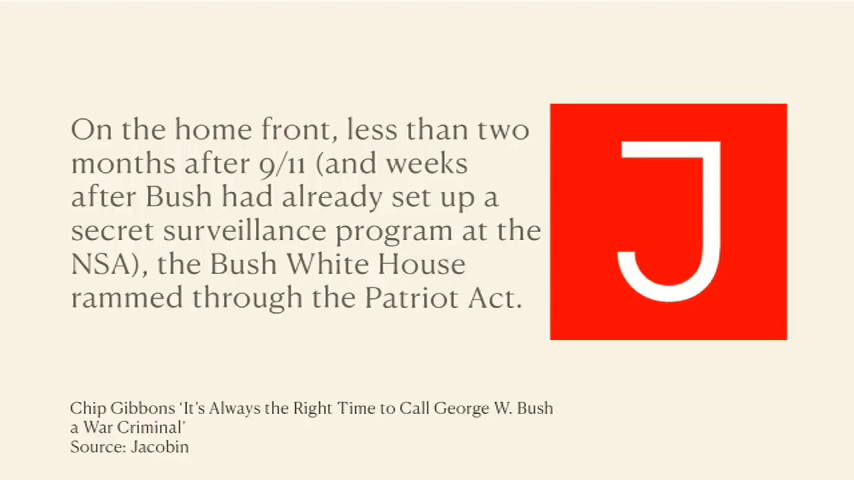 On the home front, less than two
months after 9/11 (and weeks
after Bush had already set up a
secret surveillance program at the
NSA), the Bush White House
rammed through the Patriot Act.
J
Chip Gibbons ‘It’s Always the Right Time to Call George W. Bush
a War Criminal’
Source: Jacobin